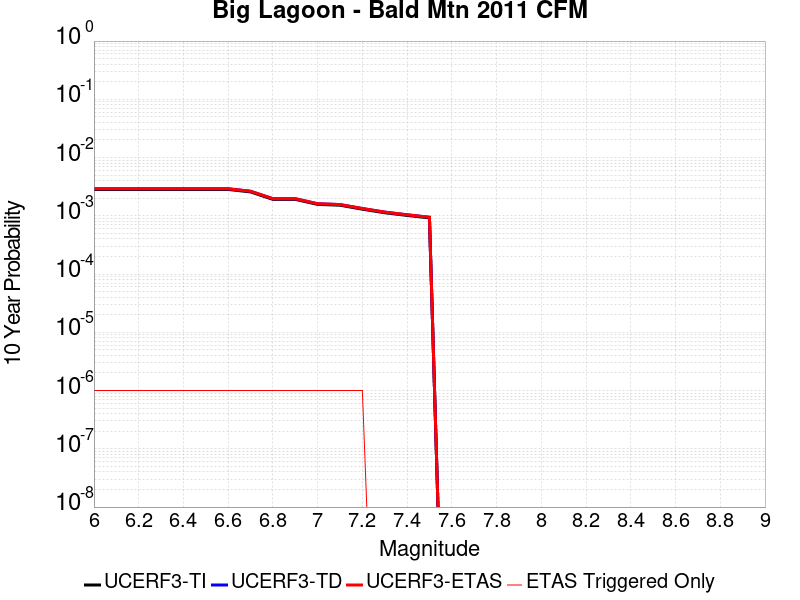 Big Lagoon - Bald Mtn 2011 CFM
10 Year Probability
10^0
10^-1
10^-2
10^-3
10^-4
10^-5
10^-6
10^-7
10^-8
6 6.2 6.4 6.6 6.8 7 7.2 7.4 7.6 7.8 8 8.2 8.4 8.6 8.8 9
Magnitude
UCERF3-TI UCERF3-TD UCERF3-ETAS ETAS Triggered Only